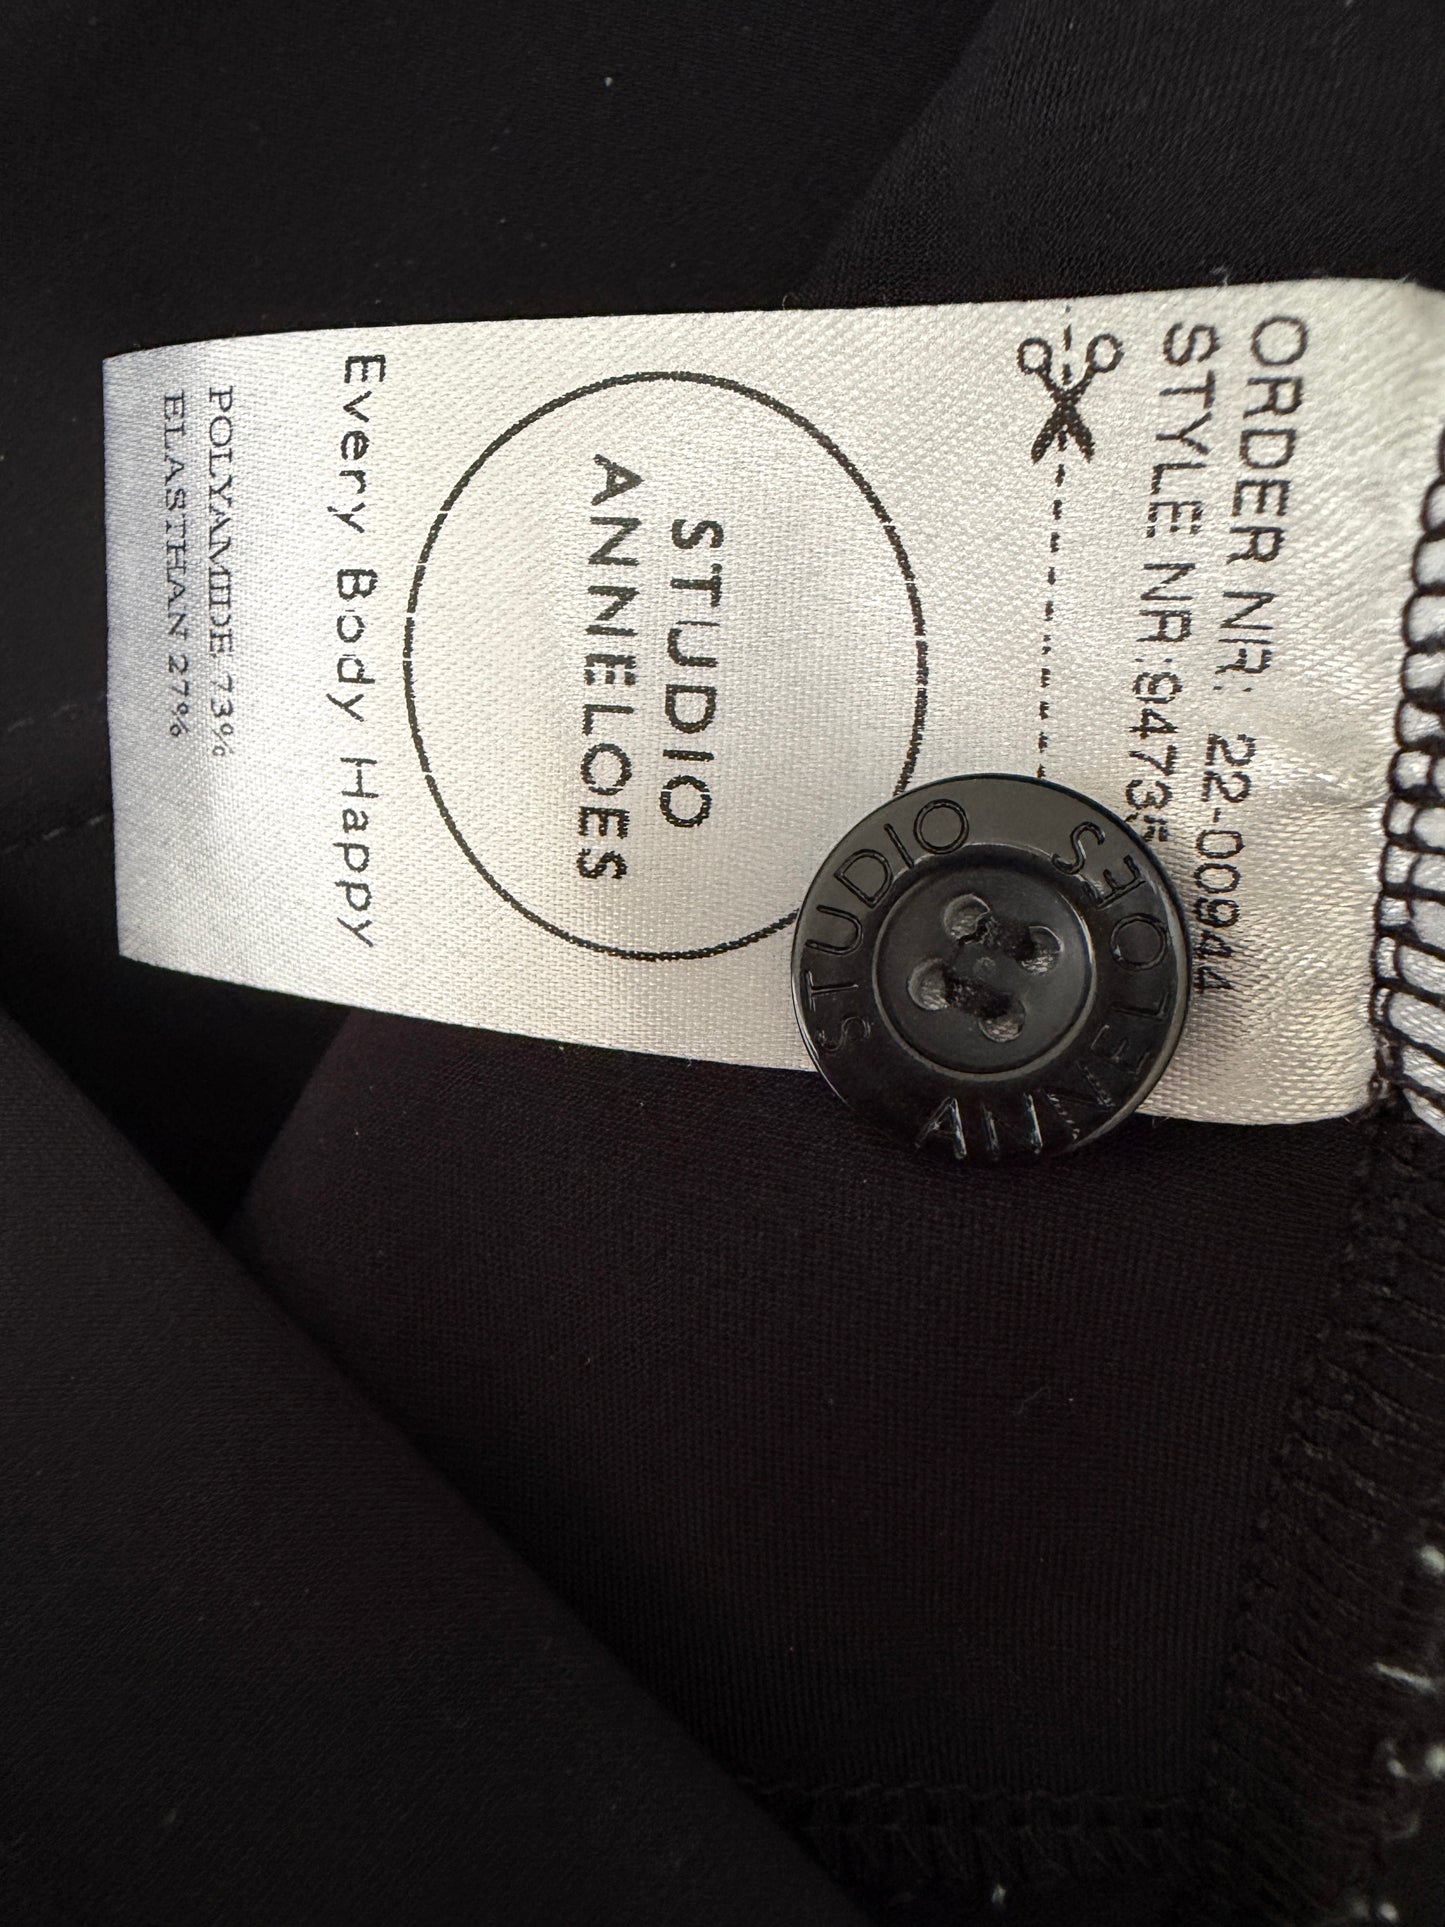 ORDER NR: 22-00944
STYLE NR:9473
STUDIO
ANNELOES
Every Body Happy
POLYAMIDE 73%
ELASTHAN 27%
STUDIO
ANNELOES